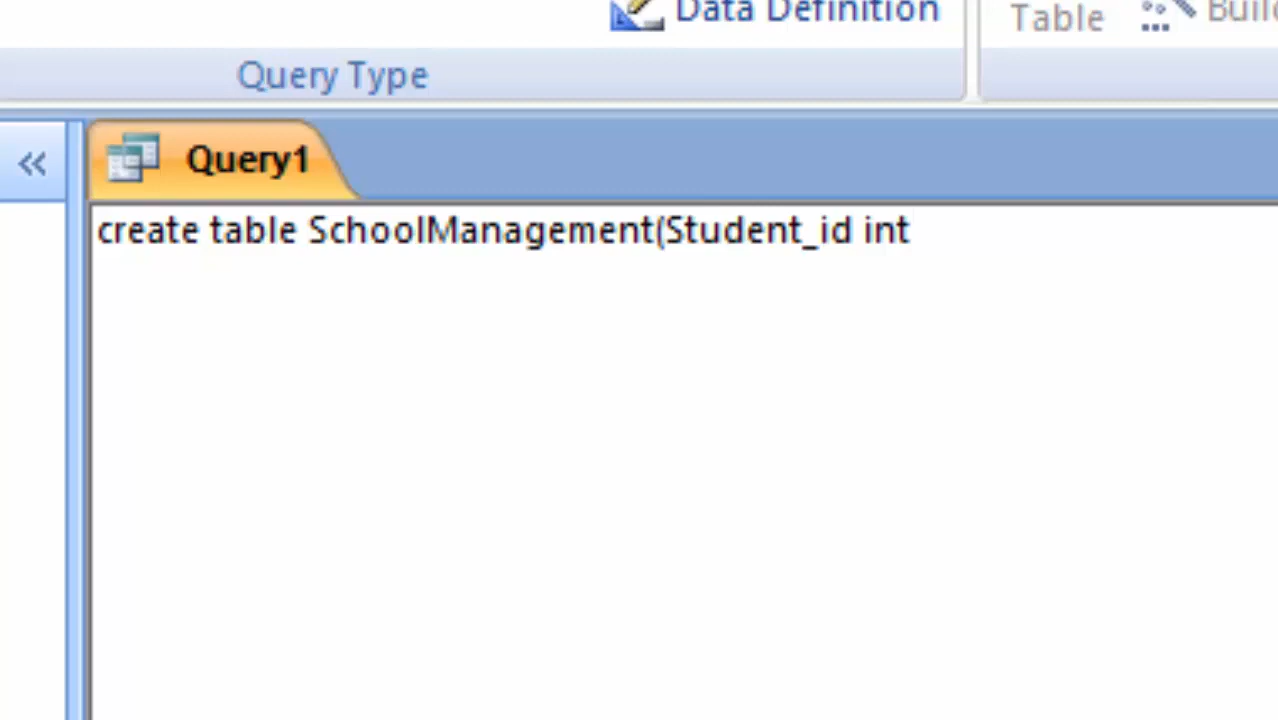 Data Definition
Table
Query Type
Query1
create table SchoolManagement(Student_id int